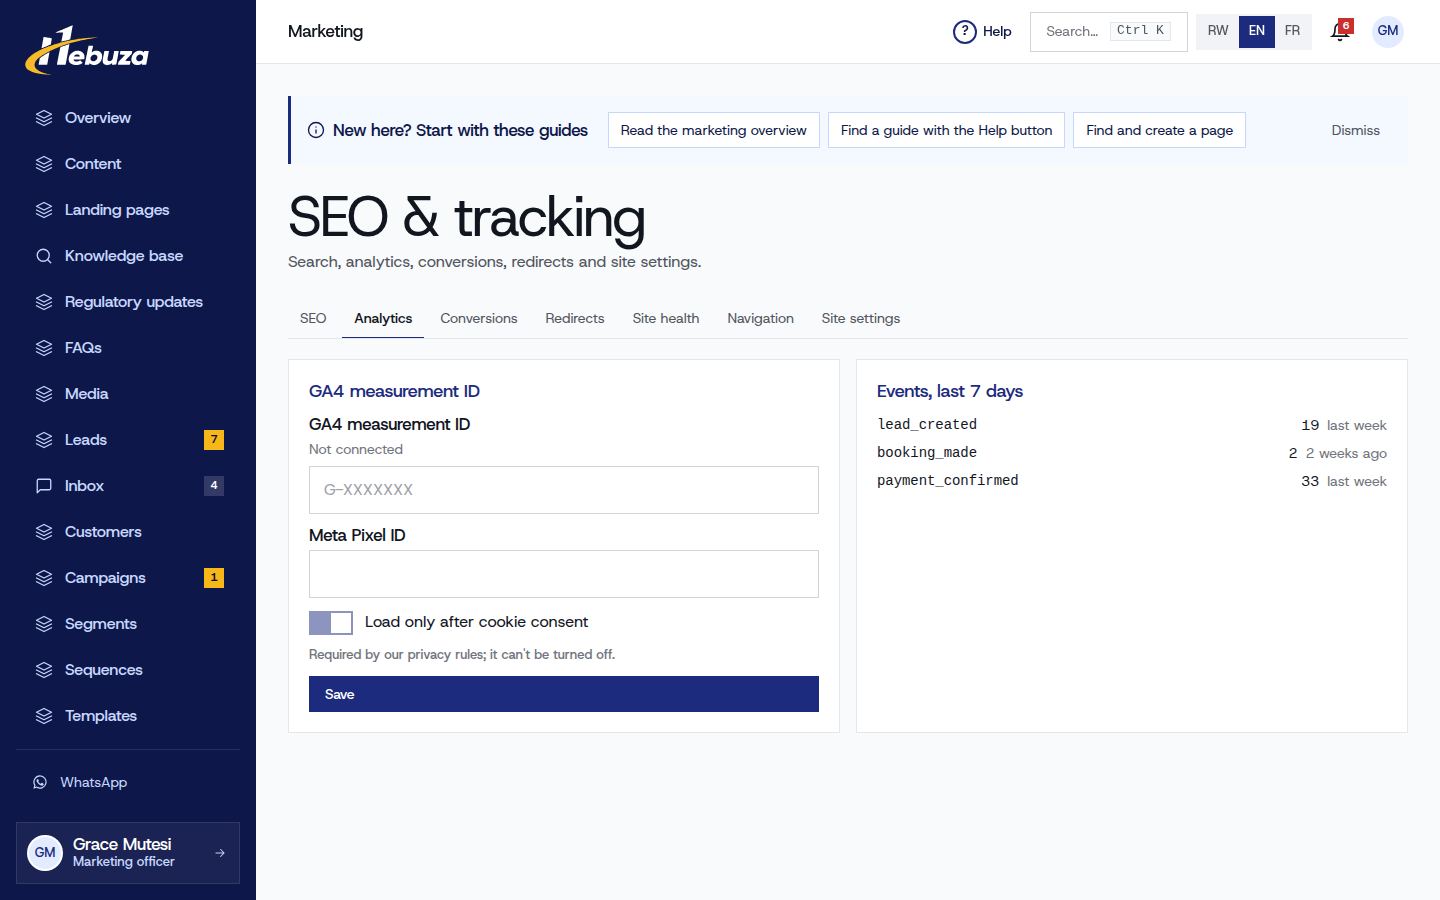 Hebuza
Overview
Content
Landing pages
Knowledge base
Regulatory updates
FAQs
Media
Leads 7
Inbox 4
Customers
Campaigns 1
Segments
Sequences
Templates
WhatsApp
GM Grace Mutesi
Marketing officer
Marketing
? Help
Search... Ctrl K
RW EN FR
6
GM
New here? Start with these guides
Read the marketing overview
Find a guide with the Help button
Find and create a page
Dismiss
SEO & tracking
Search, analytics, conversions, redirects and site settings.
SEO Analytics Conversions Redirects Site health Navigation Site settings
GA4 measurement ID
GA4 measurement ID
Not connected
G-XXXXXXX
Meta Pixel ID
Load only after cookie consent
Required by our privacy rules; it can't be turned off.
Save
Events, last 7 days
lead_created 19 last week
booking_made 2 2 weeks ago
payment_confirmed 33 last week